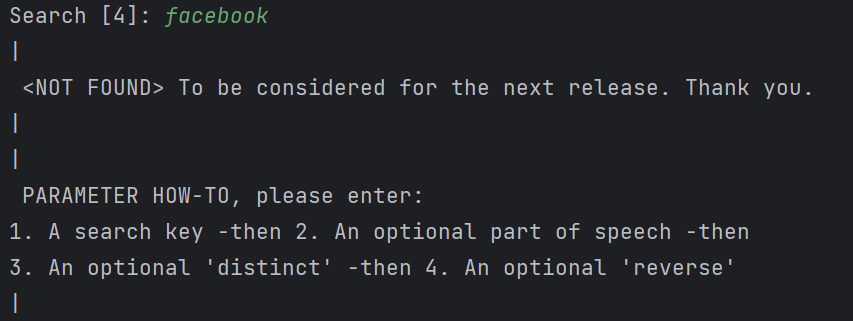 Search [4]: facebook
|
<NOT FOUND> To be considered for the next release. Thank you.
|
|
PARAMETER HOW-TO, please enter:
1. A search key -then 2. An optional part of speech -then
3. An optional 'distinct' -then 4. An optional 'reverse'
|